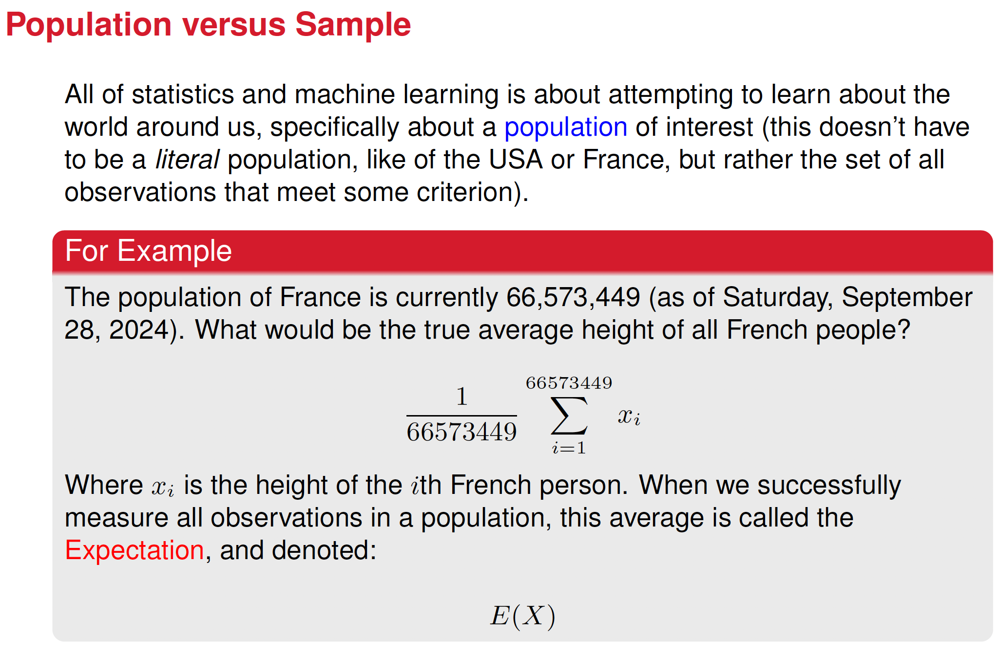 Population versus Sample
All of statistics and machine learning is about attempting to learn about the
world around us, specifically about a population of interest (this doesn’t have
to be a literal population, like of the USA or France, but rather the set of all
observations that meet some criterion).
For Example
The population of France is currently 66,573,449 (as of Saturday, September
28, 2024). What would be the true average height of all French people?
\frac{1}{66573449} \sum_{i=1}^{66573449} x_i
Where x_i is the height of the ith French person. When we successfully
measure all observations in a population, this average is called the
Expectation, and denoted:
E(X)